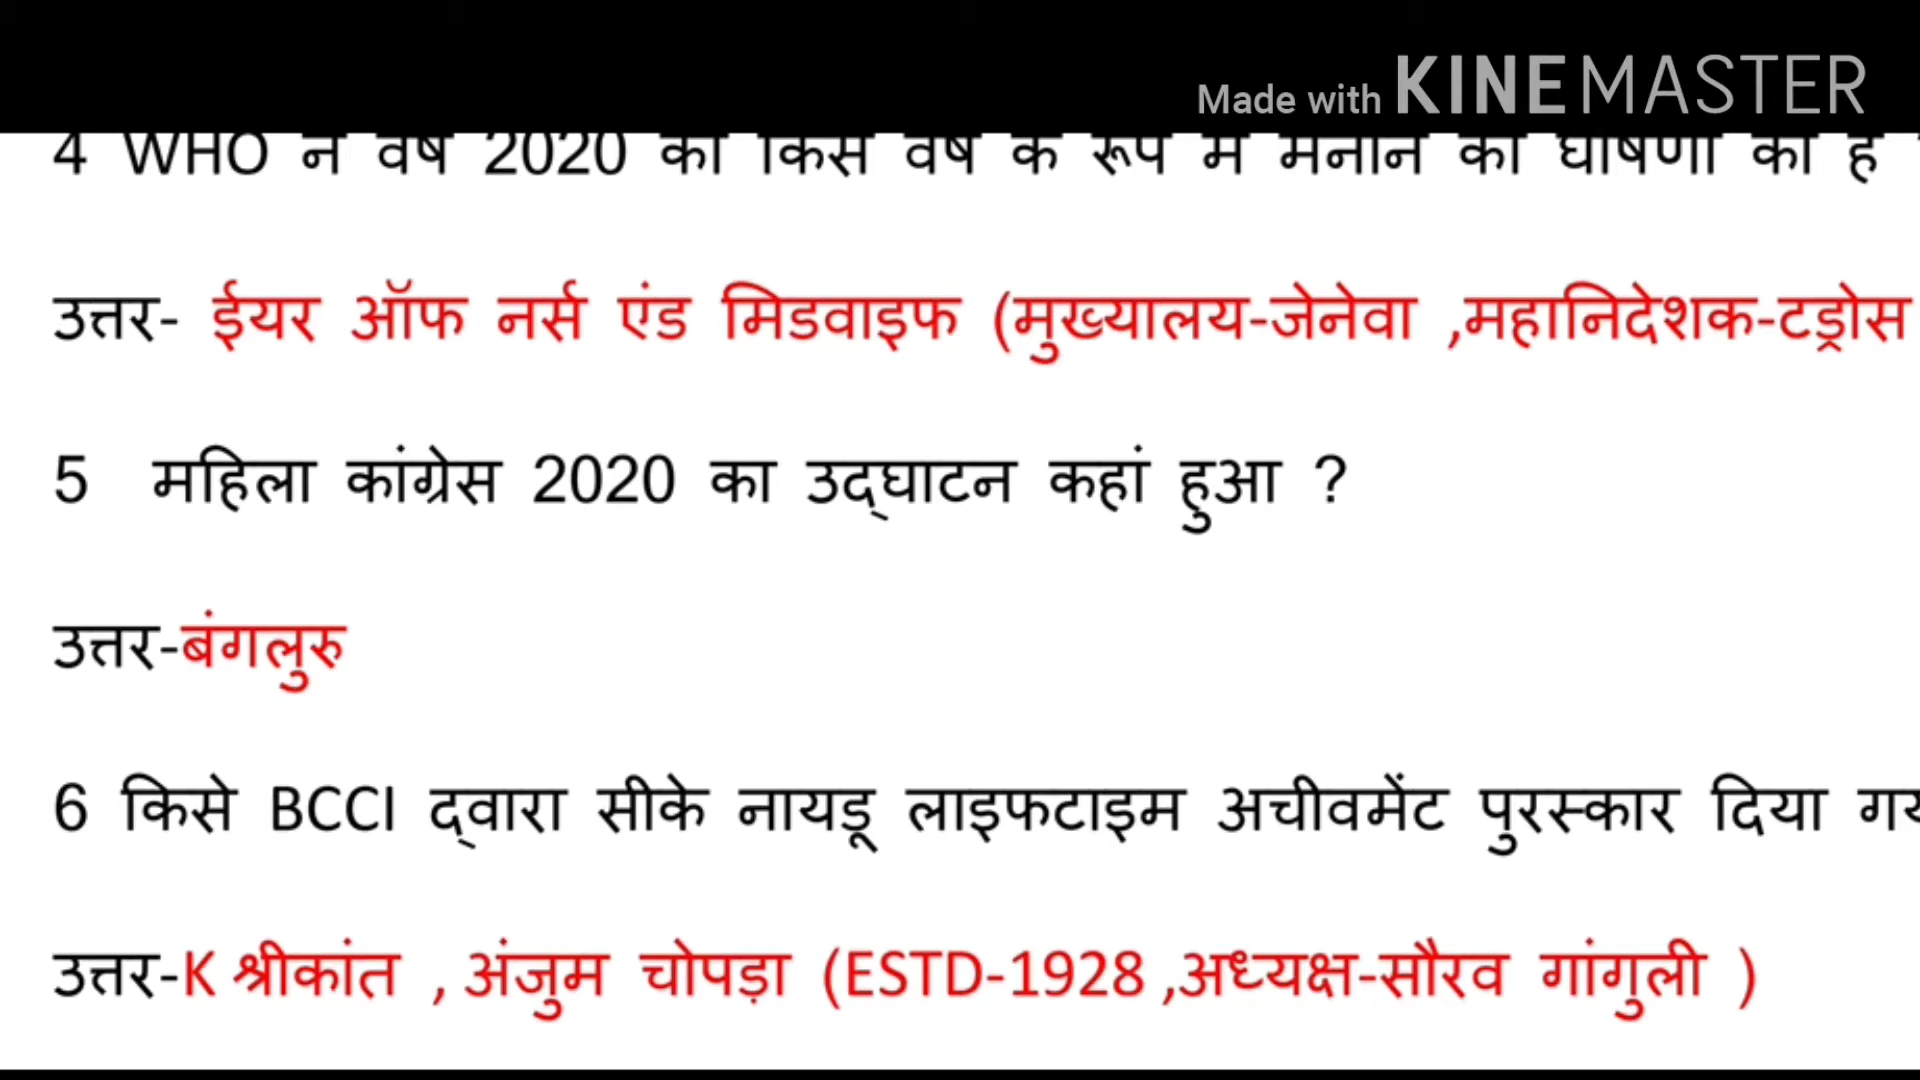 Made with KINEMASTER
4 WHO ने वर्ष 2020 को किस वर्ष के रूप में मनाने की घोषणा की है
उत्तर- ईयर ऑफ नर्स एंड मिडवाइफ (मुख्यालय-जेनेवा ,महानिदेशक-टड्रोस
5 महिला कांग्रेस 2020 का उद्घाटन कहां हुआ ?
उत्तर-बंगलुरु
6 किसे BCCI द्वारा सीके नायडू लाइफटाइम अचीवमेंट पुरस्कार दिया
उत्तर-K श्रीकांत , अंजुम चोपड़ा (ESTD-1928 ,अध्यक्ष-सौरव गांगुली )